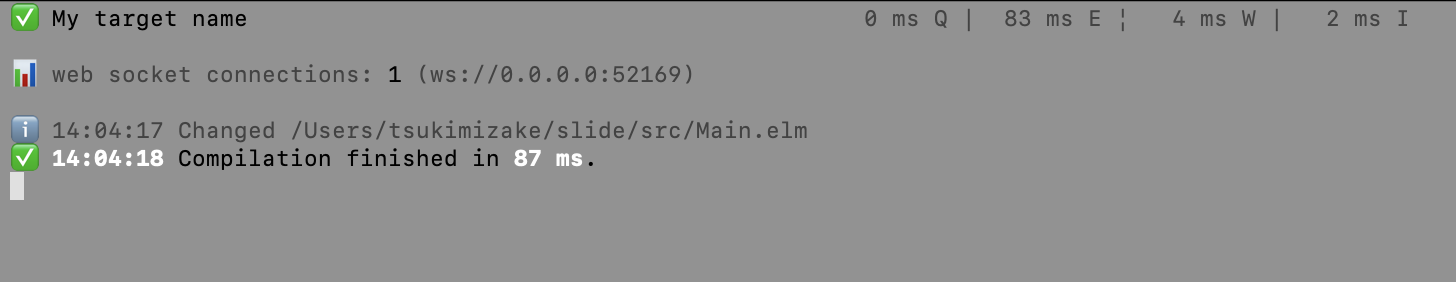 ✅ My target name 0 ms Q | 83 ms E ¦ 4 ms W | 2 ms I
📊 web socket connections: 1 (ws://0.0.0.0:52169)
ℹ️ 14:04:17 Changed /Users/tsukimizake/slide/src/Main.elm
✅ 14:04:18 Compilation finished in 87 ms.